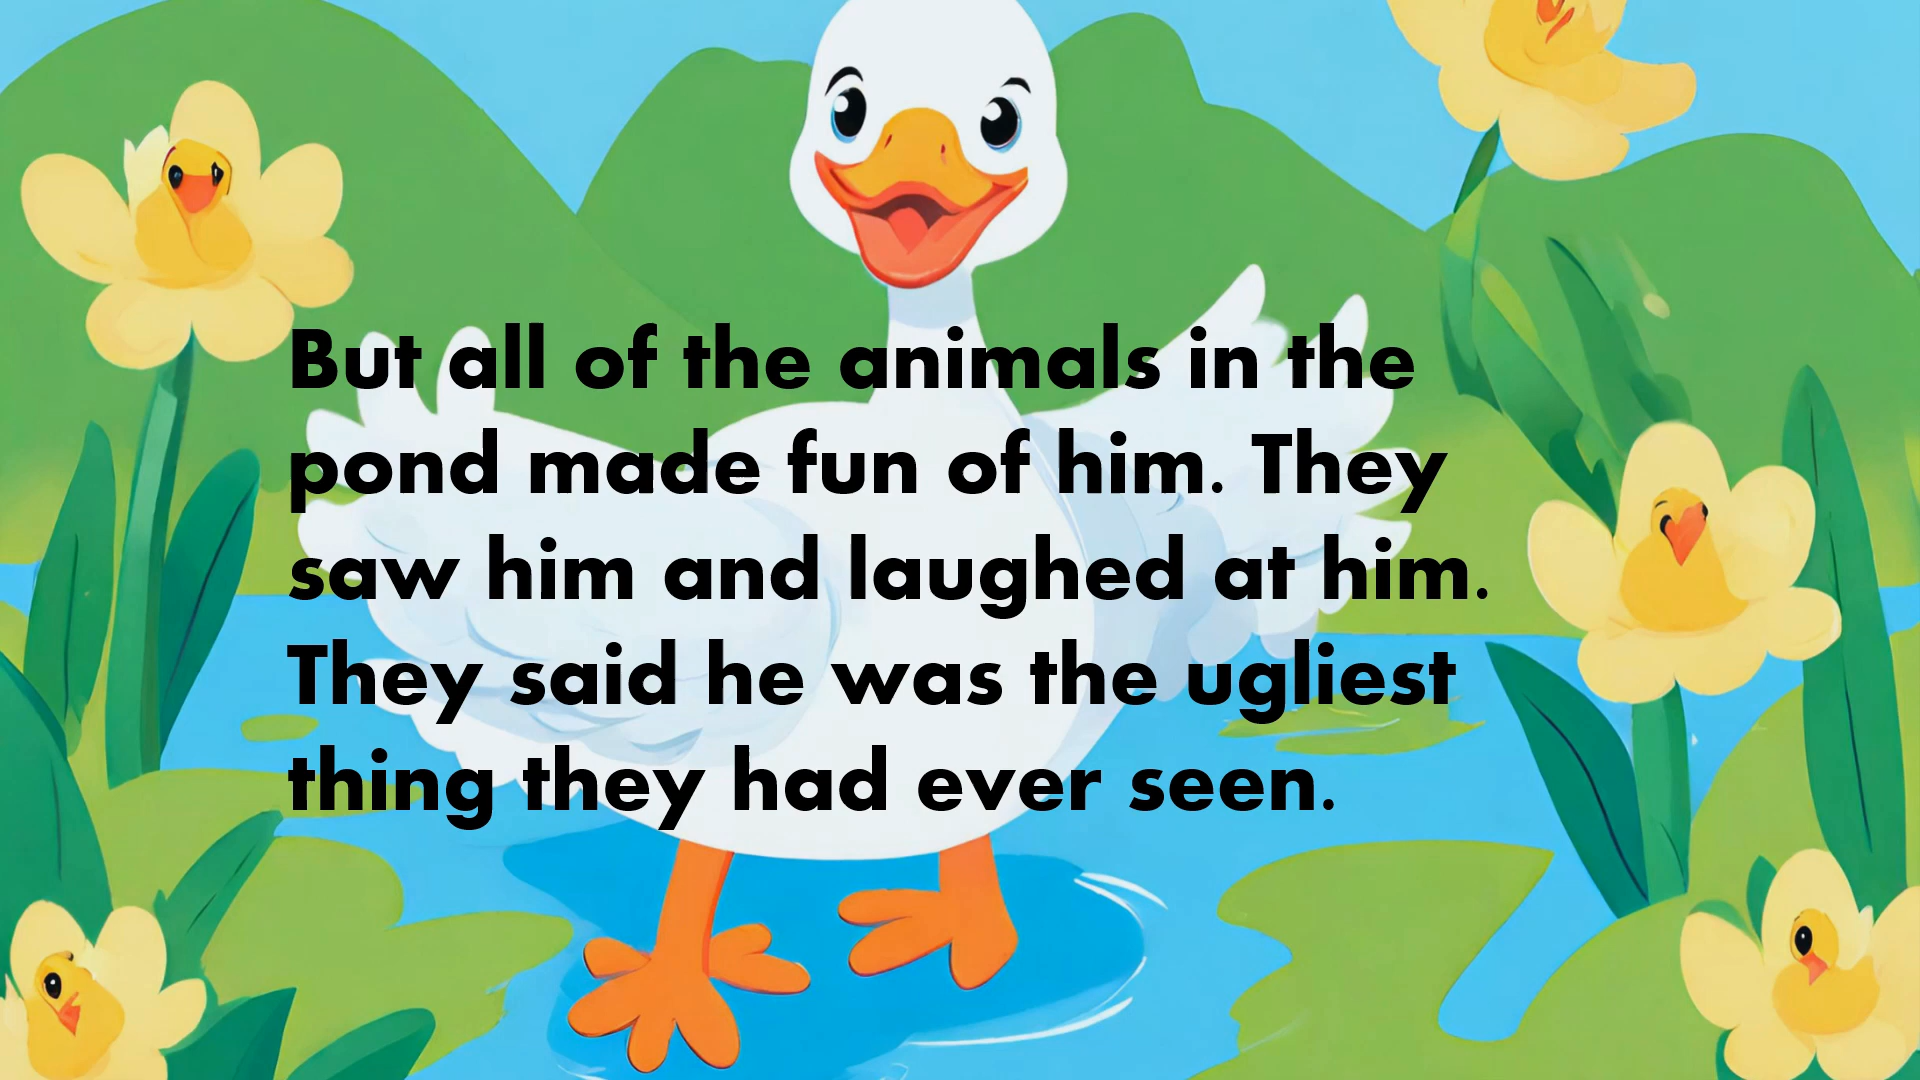 But all of the animals in the
pond made fun of him. They
saw him and laughed at him.
They said he was the ugliest
thing they had ever seen.